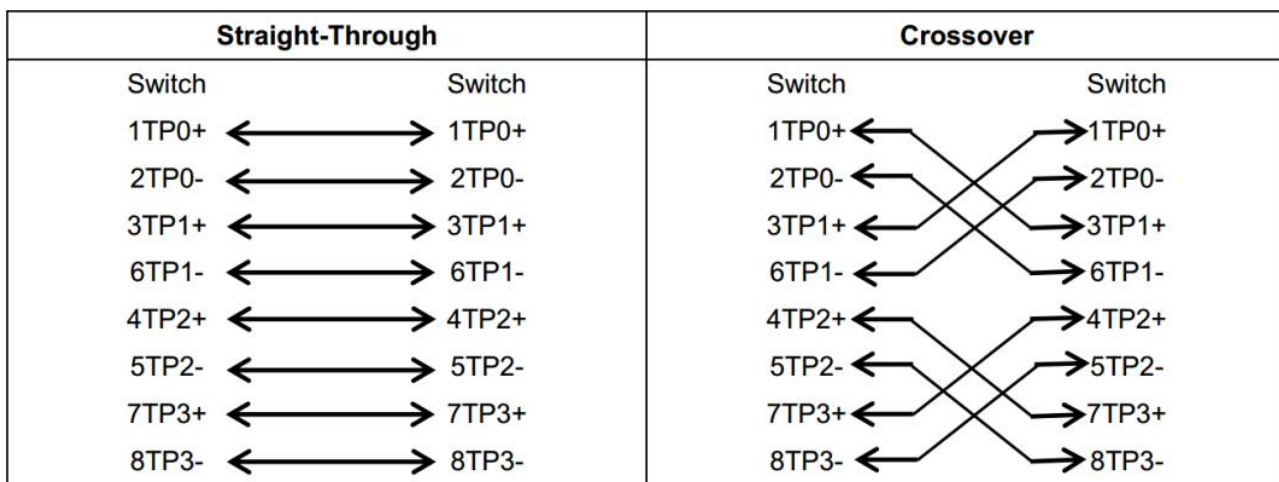 Straight-Through Crossover
Switch Switch Switch Switch
1TP0+ 1TP0+ 1TP0+ 1TP0+
2TP0- 2TP0- 2TP0- 2TP0-
3TP1+ 3TP1+ 3TP1+ 3TP1+
6TP1- 6TP1- 6TP1- 6TP1-
4TP2+ 4TP2+ 4TP2+ 4TP2+
5TP2- 5TP2- 5TP2- 5TP2-
7TP3+ 7TP3+ 7TP3+ 7TP3+
8TP3- 8TP3- 8TP3- 8TP3-